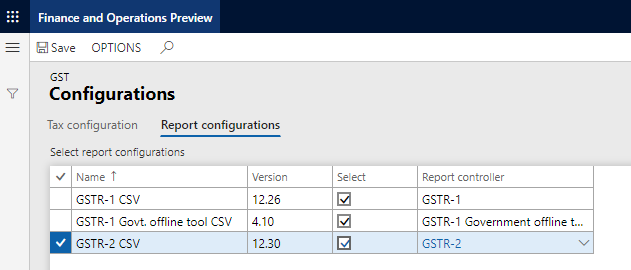 Finance and Operations Preview
Save OPTIONS
GST
Configurations
Tax configuration Report configurations
Select report configurations
Name ↑ Version Select Report controller
GSTR-1 CSV 12.26 GSTR-1
GSTR-1 Govt. offline tool CSV 4.10 GSTR-1 Government offline t...
GSTR-2 CSV 12.30 GSTR-2